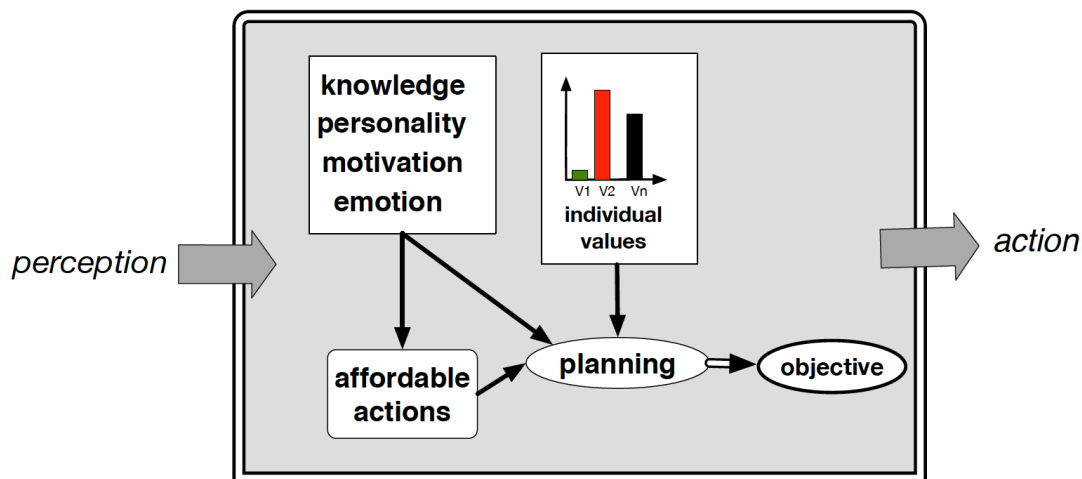 knowledge
personality
motivation
emotion
V1 V2 Vn
individual
values
perception
action
affordable
actions
planning
objective